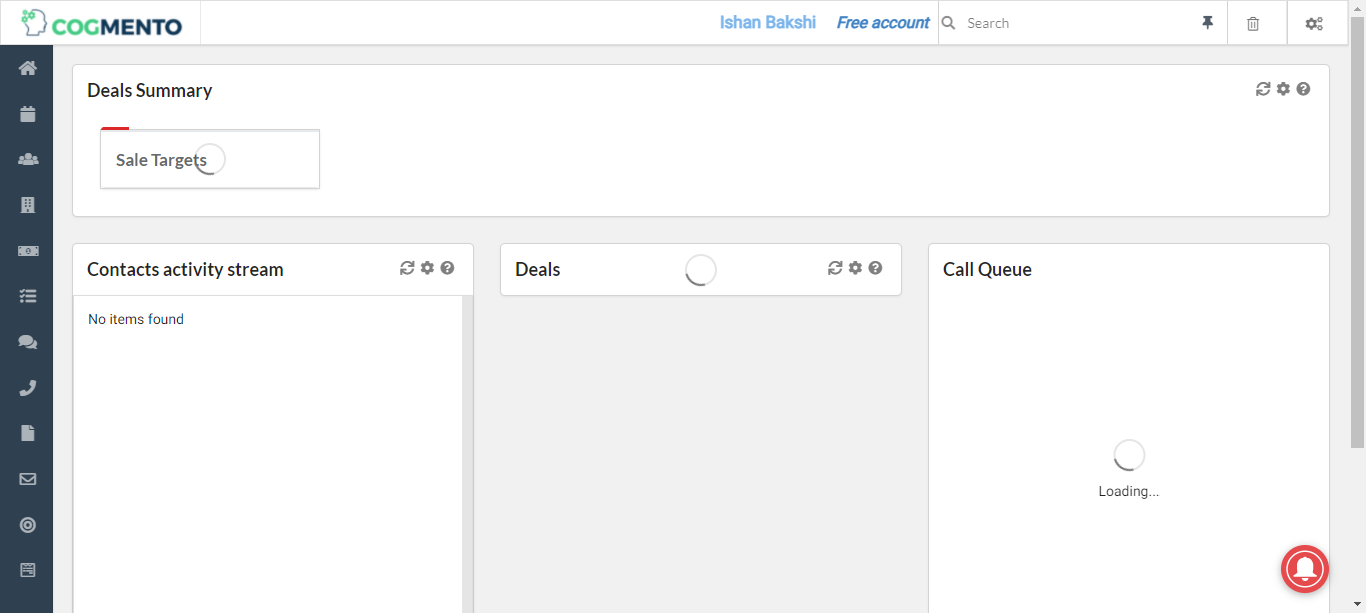 COGMENTO
Ishan Bakshi
Free account
Search
Deals Summary
Sale Targets
Contacts activity stream
No items found
Deals
Call Queue
Loading...